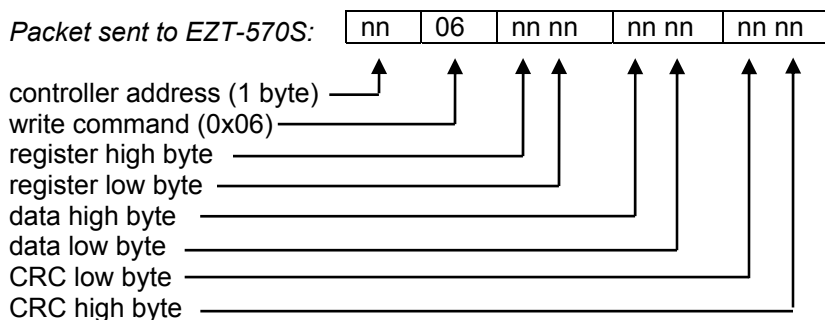 Packet sent to EZT-570S: nn 06 nn nn nn nn nn nn
controller address (1 byte)
write command (0x06)
register high byte
register low byte
data high byte
data low byte
CRC low byte
CRC high byte